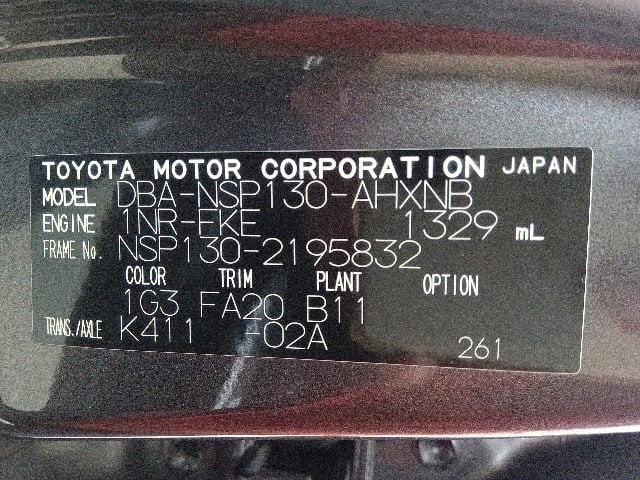 TOYOTA MOTOR CORPORATION JAPAN
MODEL DBA-NSP130-AHXNB
ENGINE 1NR-FKE 1329 mL
FRAME No. NSP130-2195832
COLOR TRIM PLANT OPTION
1G3 FA20 B11
TRANS./AXLE K411 -02A
261